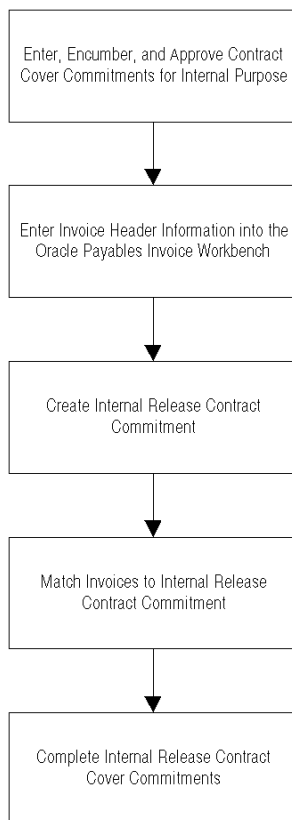 Enter, Encumber, and Approve Contract
Cover Commitments for Internal Purpose
Enter Invoice Header Information into the
Oracle Payables Invoice Workbench
Create Internal Release Contract
Commitment
Match Invoices to Internal Release
Contract Commitment
Complete Internal Release Contract
Cover Commitments